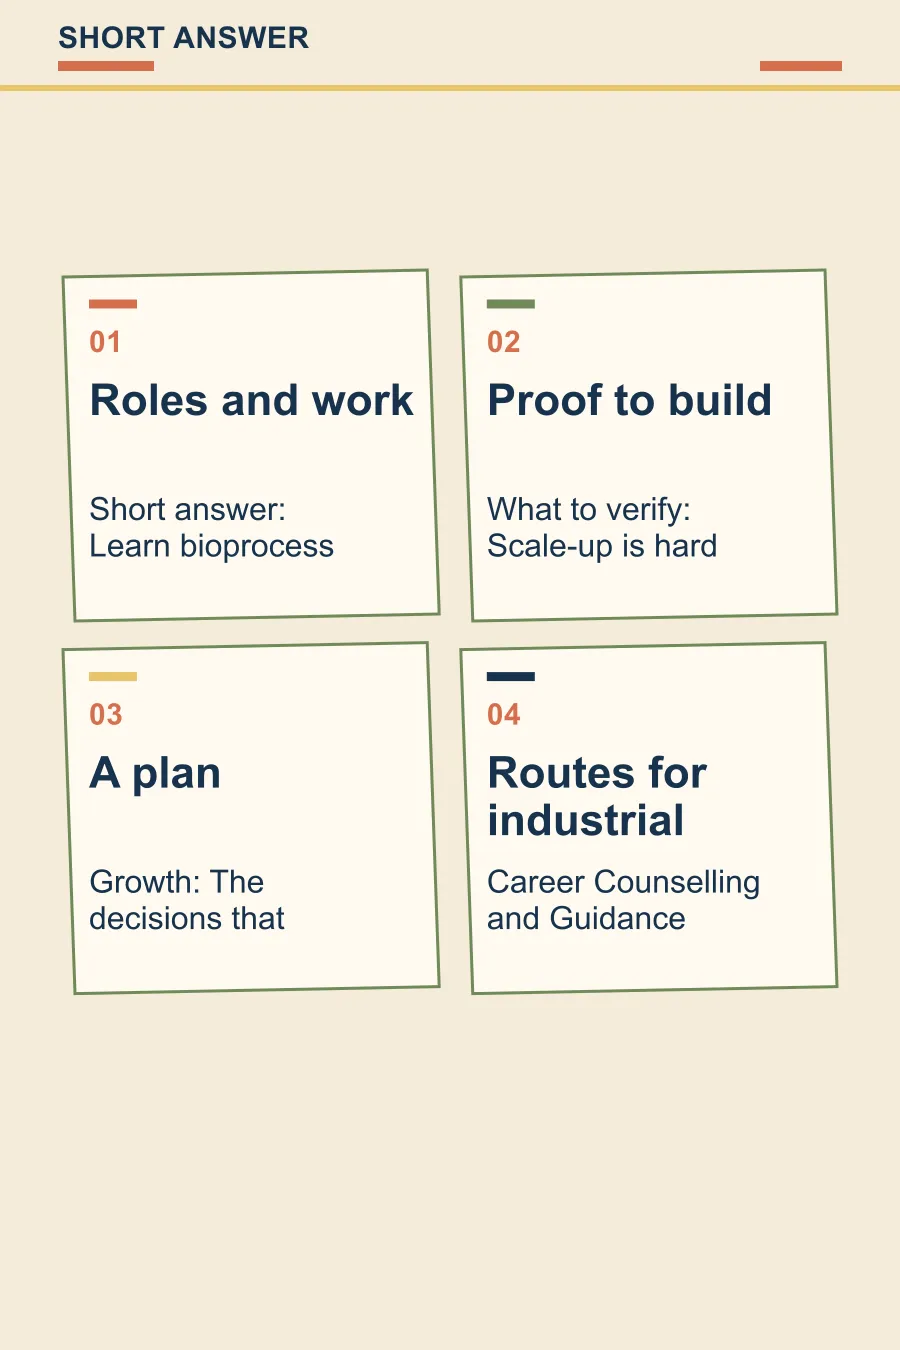 SHORT ANSWER
01
Roles and work
Short answer:
Learn bioprocess
02
Proof to build
What to verify:
Scale-up is hard
03
A plan
Growth: The
decisions that
04
Routes for
industrial
Career Counselling
and Guidance